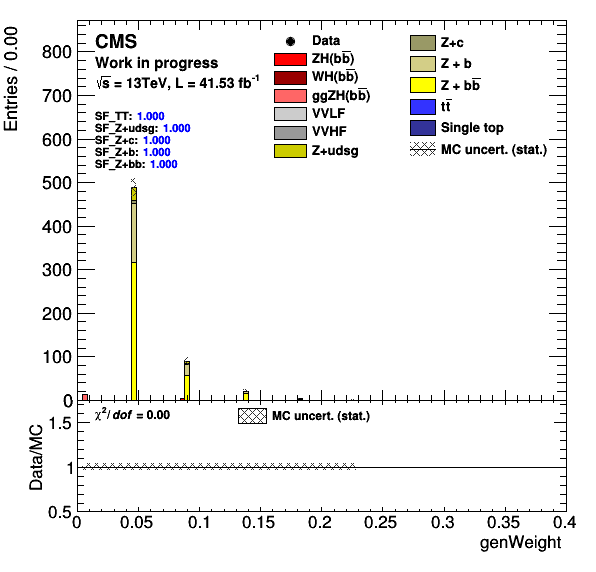 Entries / 0.00
CMS
Work in progress
√s = 13TeV, L = 41.53 fb⁻¹
SF_TT: 1.000
SF_Z+udsg: 1.000
SF_Z+c: 1.000
SF_Z+b: 1.000
SF_Z+bb: 1.000
Data
ZH(bb̅)
WH(bb̅)
ggZH(bb̅)
VVLF
VVHF
Z+udsg
Z+c
Z + b
Z + bb̅
tt̅
Single top
MC uncert. (stat.)
800
700
600
500
400
300
200
100
0
χ²/dof = 0.00
MC uncert. (stat.)
Data/MC
1.5
1
0.5
0 0.05 0.1 0.15 0.2 0.25 0.3 0.35 0.4
genWeight